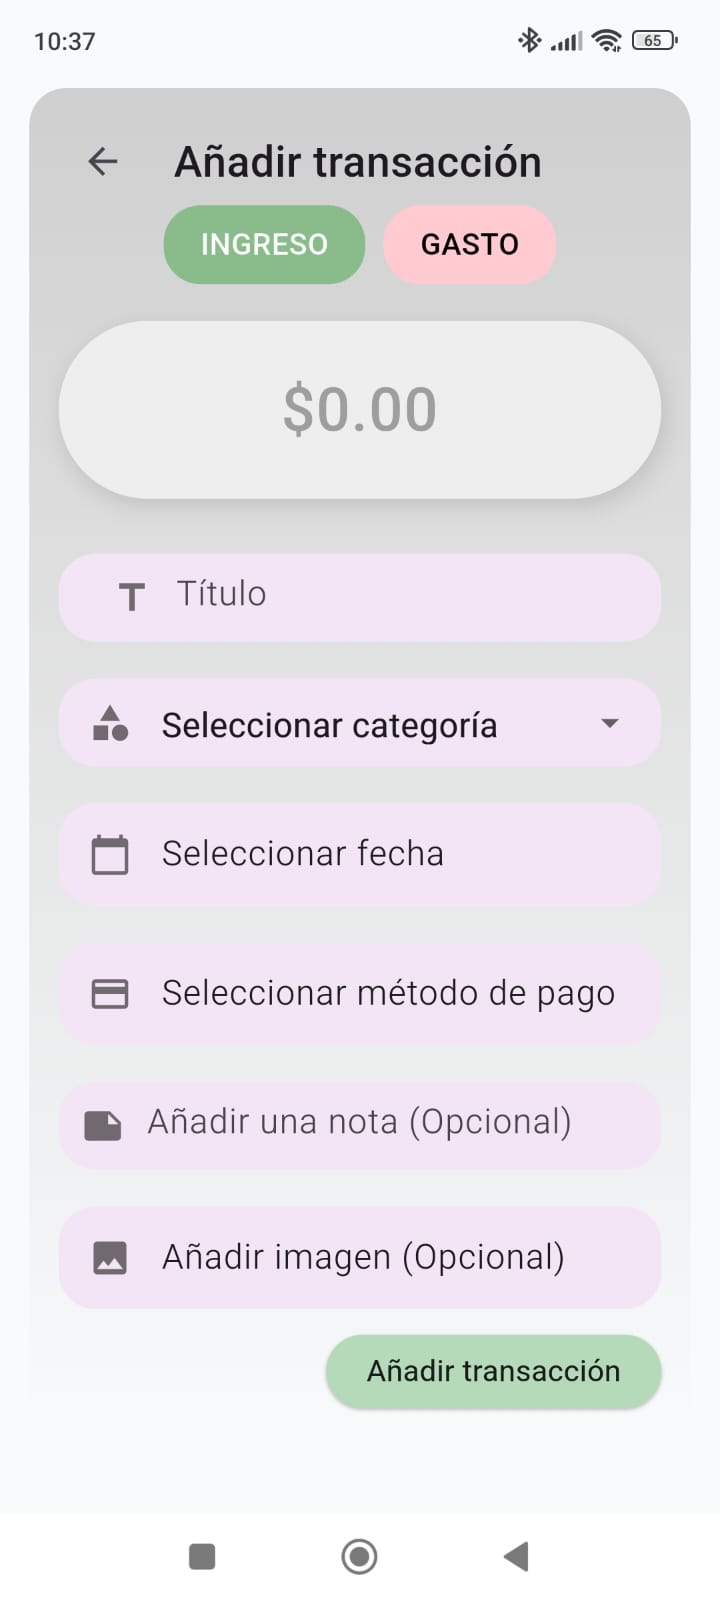 10:37
65
Añadir transacción
INGRESO GASTO
$0.00
Título
Seleccionar categoría
Seleccionar fecha
Seleccionar método de pago
Añadir una nota (Opcional)
Añadir imagen (Opcional)
Añadir transacción